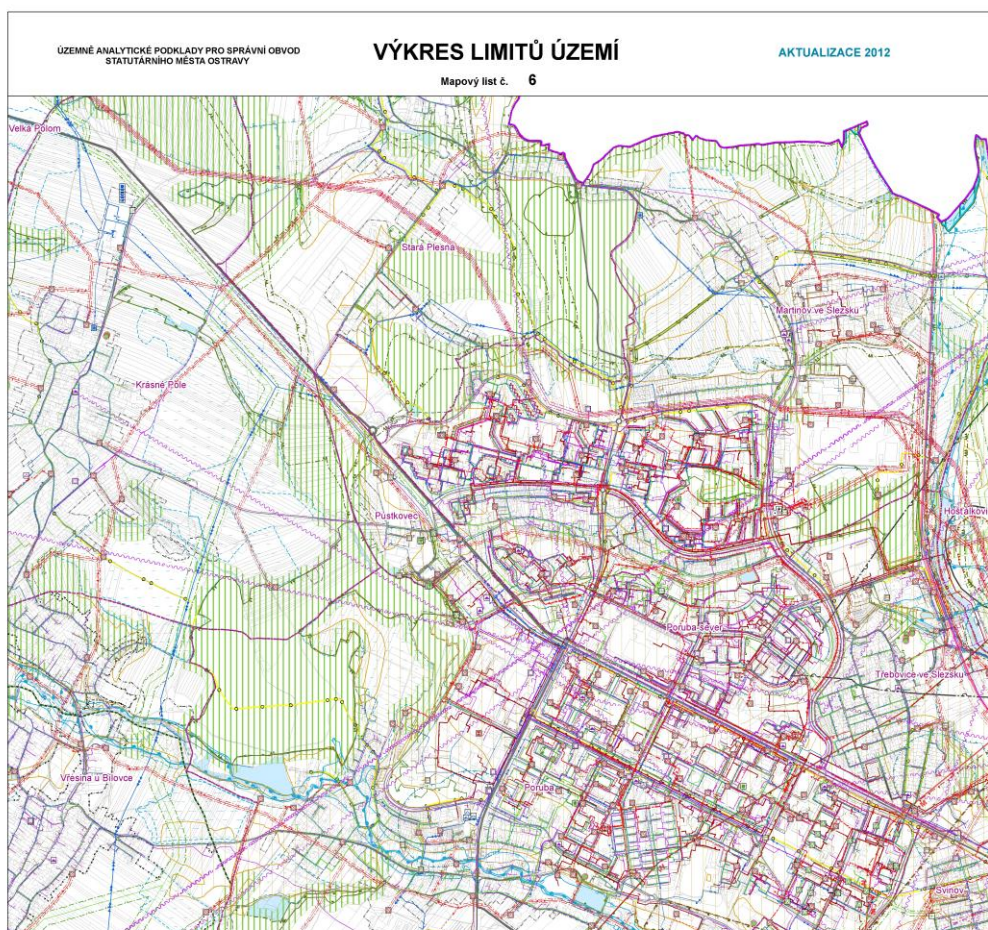 ÚZEMNĚ ANALYTICKÉ PODKLADY PRO SPRÁVNÍ OBVOD
STATUTÁRNÍHO MĚSTA OSTRAVY
VÝKRES LIMITŮ ÚZEMÍ
Mapový list č. 6
AKTUALIZACE 2012
Velká Polom
Stará Plesná
Martinov ve Slezsku
Krásné Pole
Pustkovec
Hošťálkovi
Poruba-sever
Třebovice ve Slezsku
Vřesina u Bílovce
Poruba
Svinov